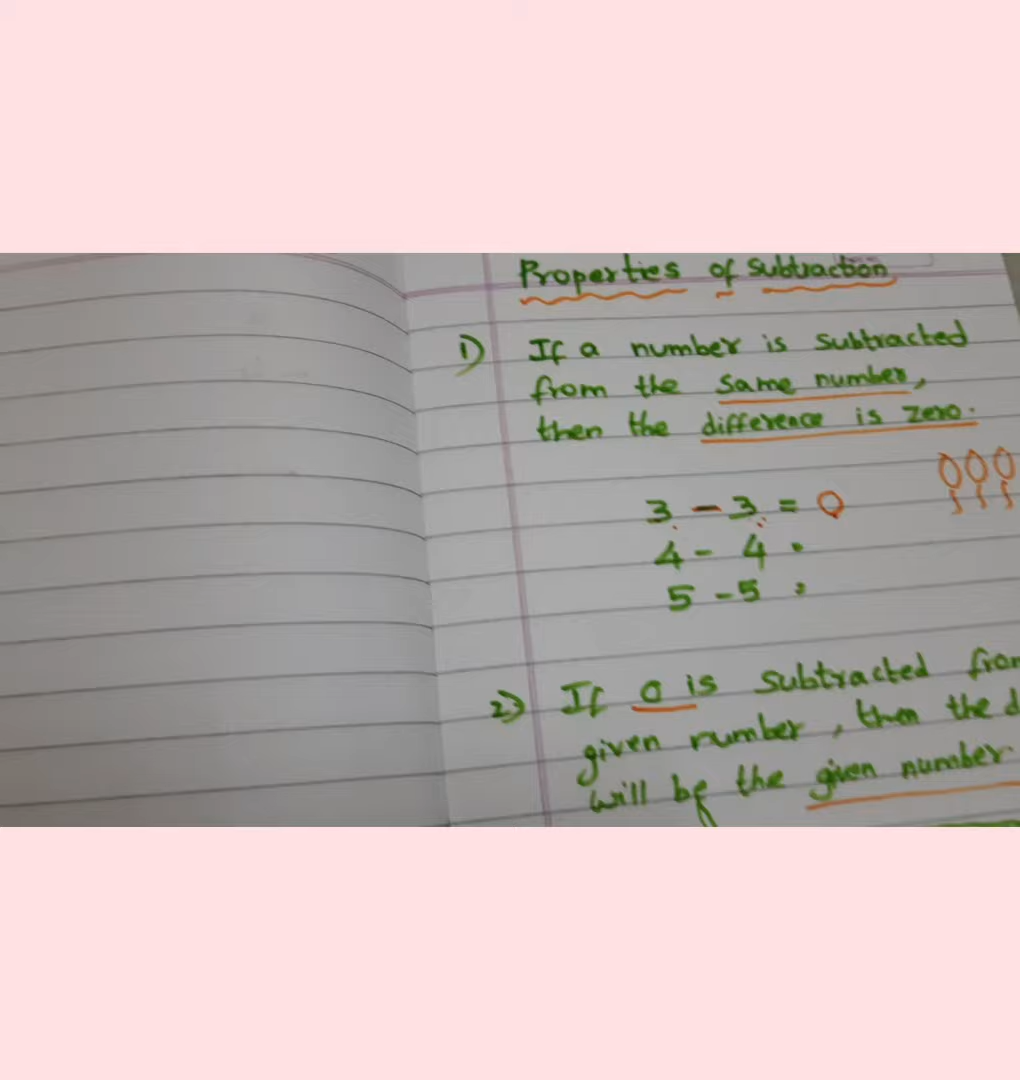 Properties of subtraction
1) If a number is subtracted
from the same number,
then the difference is zero.
3 - 3 = 0
4 - 4
5 - 5
2) If 0 is subtracted
given number, then the
will be the given number